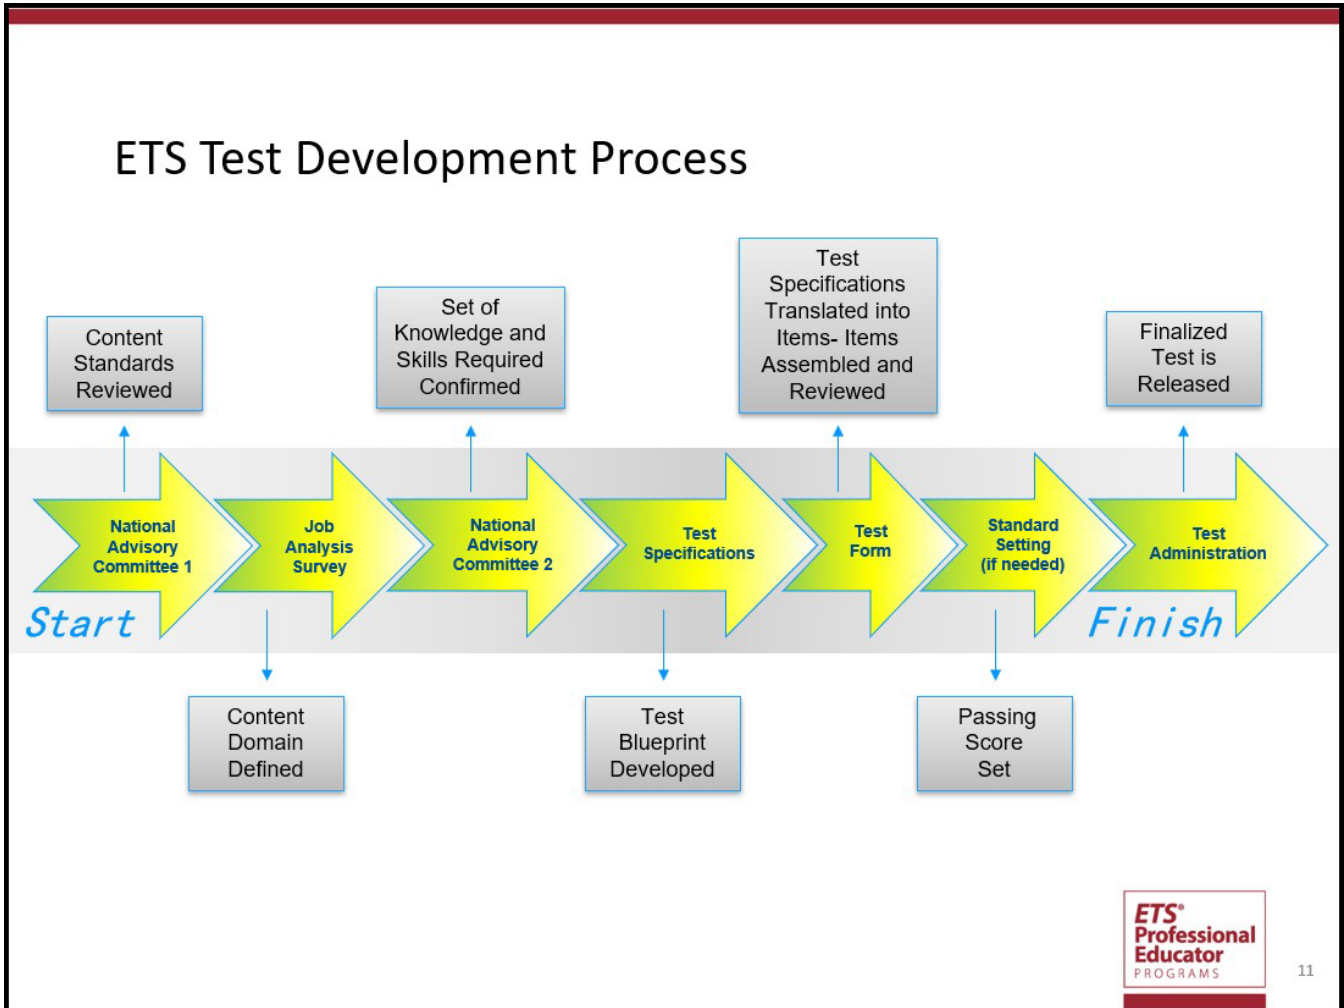 ETS Test Development Process
Content
Standards
Reviewed
Set of
Knowledge and
Skills Required
Confirmed
Test
Specifications
Translated into
Items- Items
Assembled and
Reviewed
Finalized
Test is
Released
National
Advisory
Committee 1
Job
Analysis
Survey
National
Advisory
Committee 2
Test
Specifications
Test
Form
Standard
Setting
(if needed)
Test
Administration
Start
Finish
Content
Domain
Defined
Test
Blueprint
Developed
Passing
Score
Set
ETS®
Professional
Educator
PROGRAMS
11